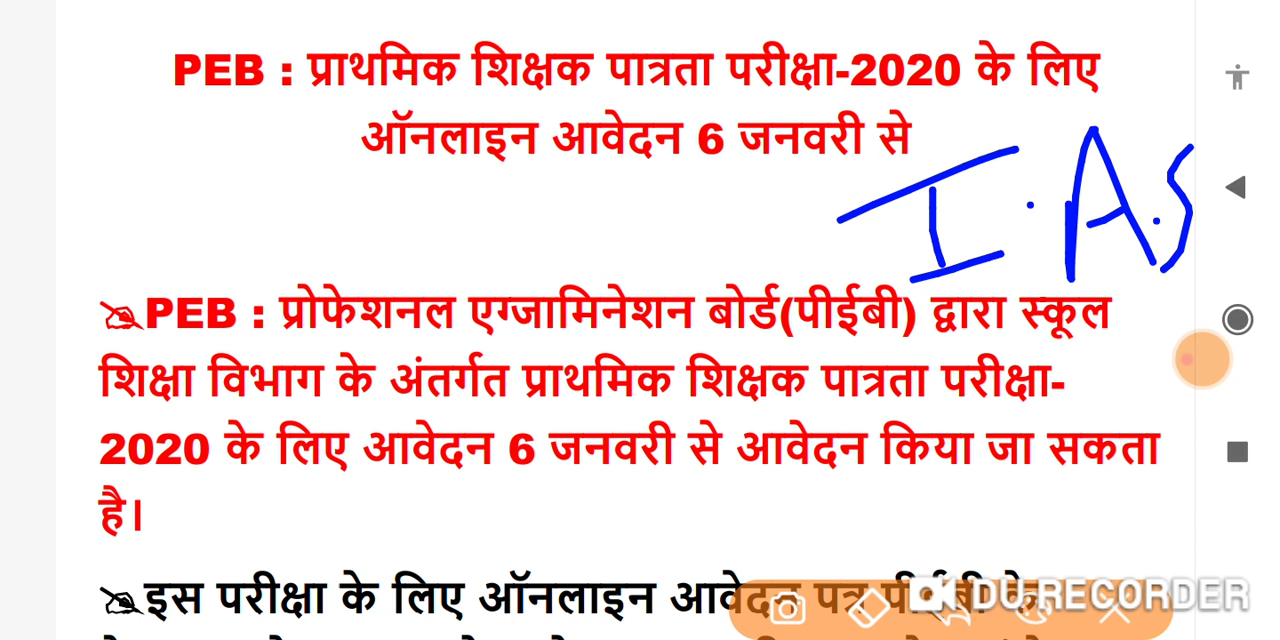 PEB : प्राथमिक शिक्षक पात्रता परीक्षा-2020 के लिए
ऑनलाइन आवेदन 6 जनवरी से
I.A.S
PEB : प्रोफेशनल एग्जामिनेशन बोर्ड(पीईबी) द्वारा स्कूल
शिक्षा विभाग के अंतर्गत प्राथमिक शिक्षक पात्रता परीक्षा-
2020 के लिए आवेदन 6 जनवरी से आवेदन किया जा सकता
है।
इस परीक्षा के लिए ऑनलाइन आवेदन पत्र पीईबी के
DU RECORDER